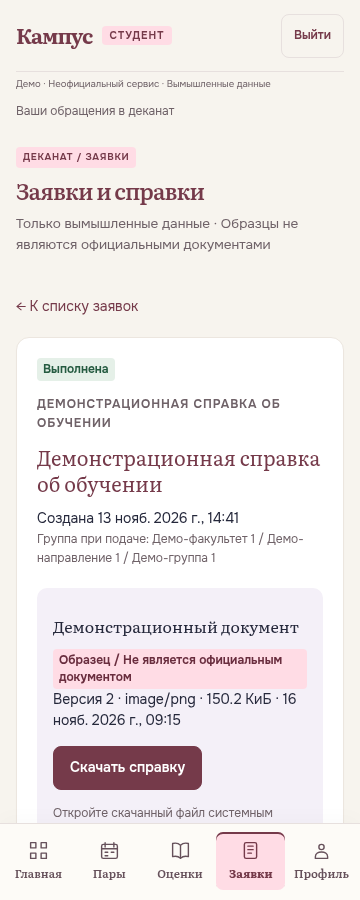 Кампус
СТУДЕНТ
Выйти
Демо · Неофициальный сервис · Вымышленные данные
Ваши обращения в деканат
ДЕКАНАТ / ЗАЯВКИ
Заявки и справки
Только вымышленные данные · Образцы не
являются официальными документами
← К списку заявок
Выполнена
ДЕМОНСТРАЦИОННАЯ СПРАВКА ОБ
ОБУЧЕНИИ
Демонстрационная справка
об обучении
Создана 13 нояб. 2026 г., 14:41
Группа при подаче: Демо-факультет 1 / Демо-
направление 1 / Демо-группа 1
Демонстрационный документ
Образец / Не является официальным
документом
Версия 2 · image/png · 150.2 КиБ · 16
нояб. 2026 г., 09:15
Скачать справку
Откройте скачанный файл системным
Главная
Пары
Оценки
Заявки
Профиль